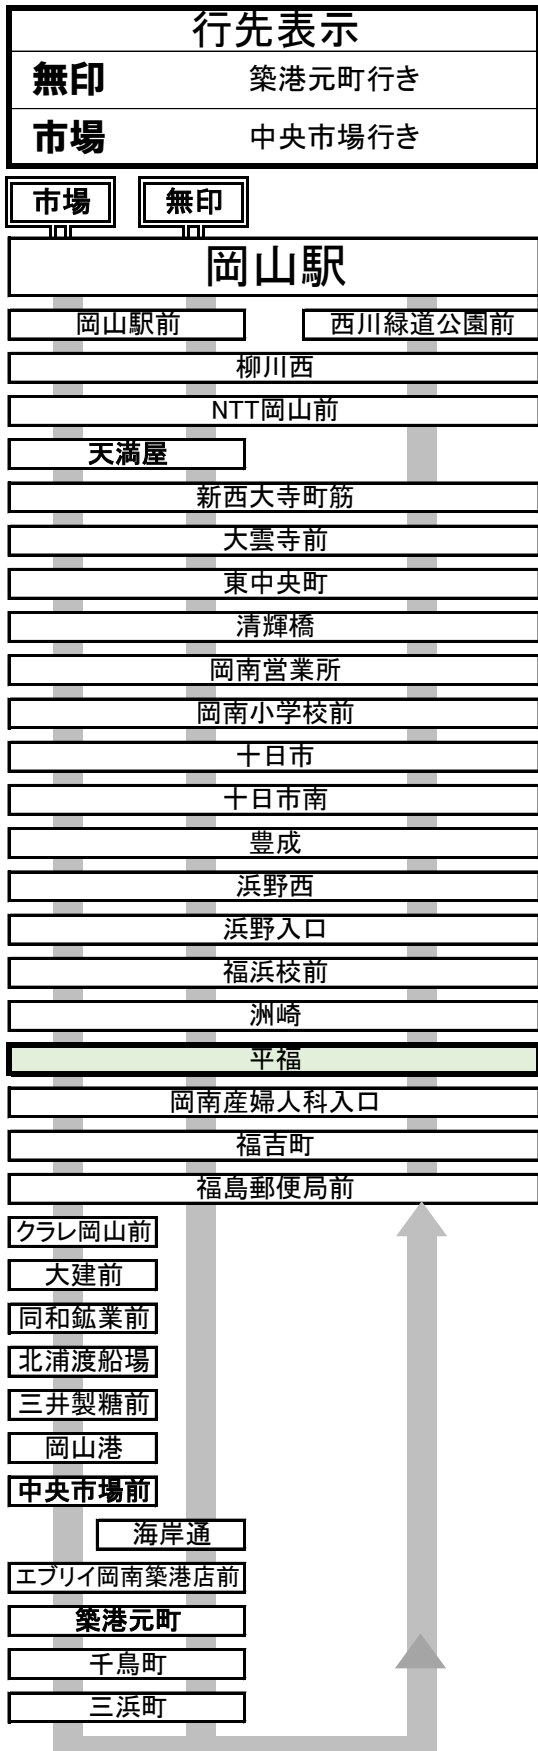 行先表示
無印 築港元町行き
市場 中央市場行き
市場 無印
岡山駅
岡山駅前 西川緑道公園前
柳川西
NTT岡山前
天満屋
新西大寺町筋
大雲寺前
東中央町
清輝橋
岡南営業所
岡南小学校前
十日市
十日市南
豊成
浜野西
浜野入口
福浜校前
洲崎
平福
岡南産婦人科入口
福吉町
福島郵便局前
クラレ岡山前
大建前
同和鉱業前
北浦渡船場
三井製糖前
岡山港
中央市場前
海岸通
エブリイ岡南築港店前
築港元町
千鳥町
三浜町